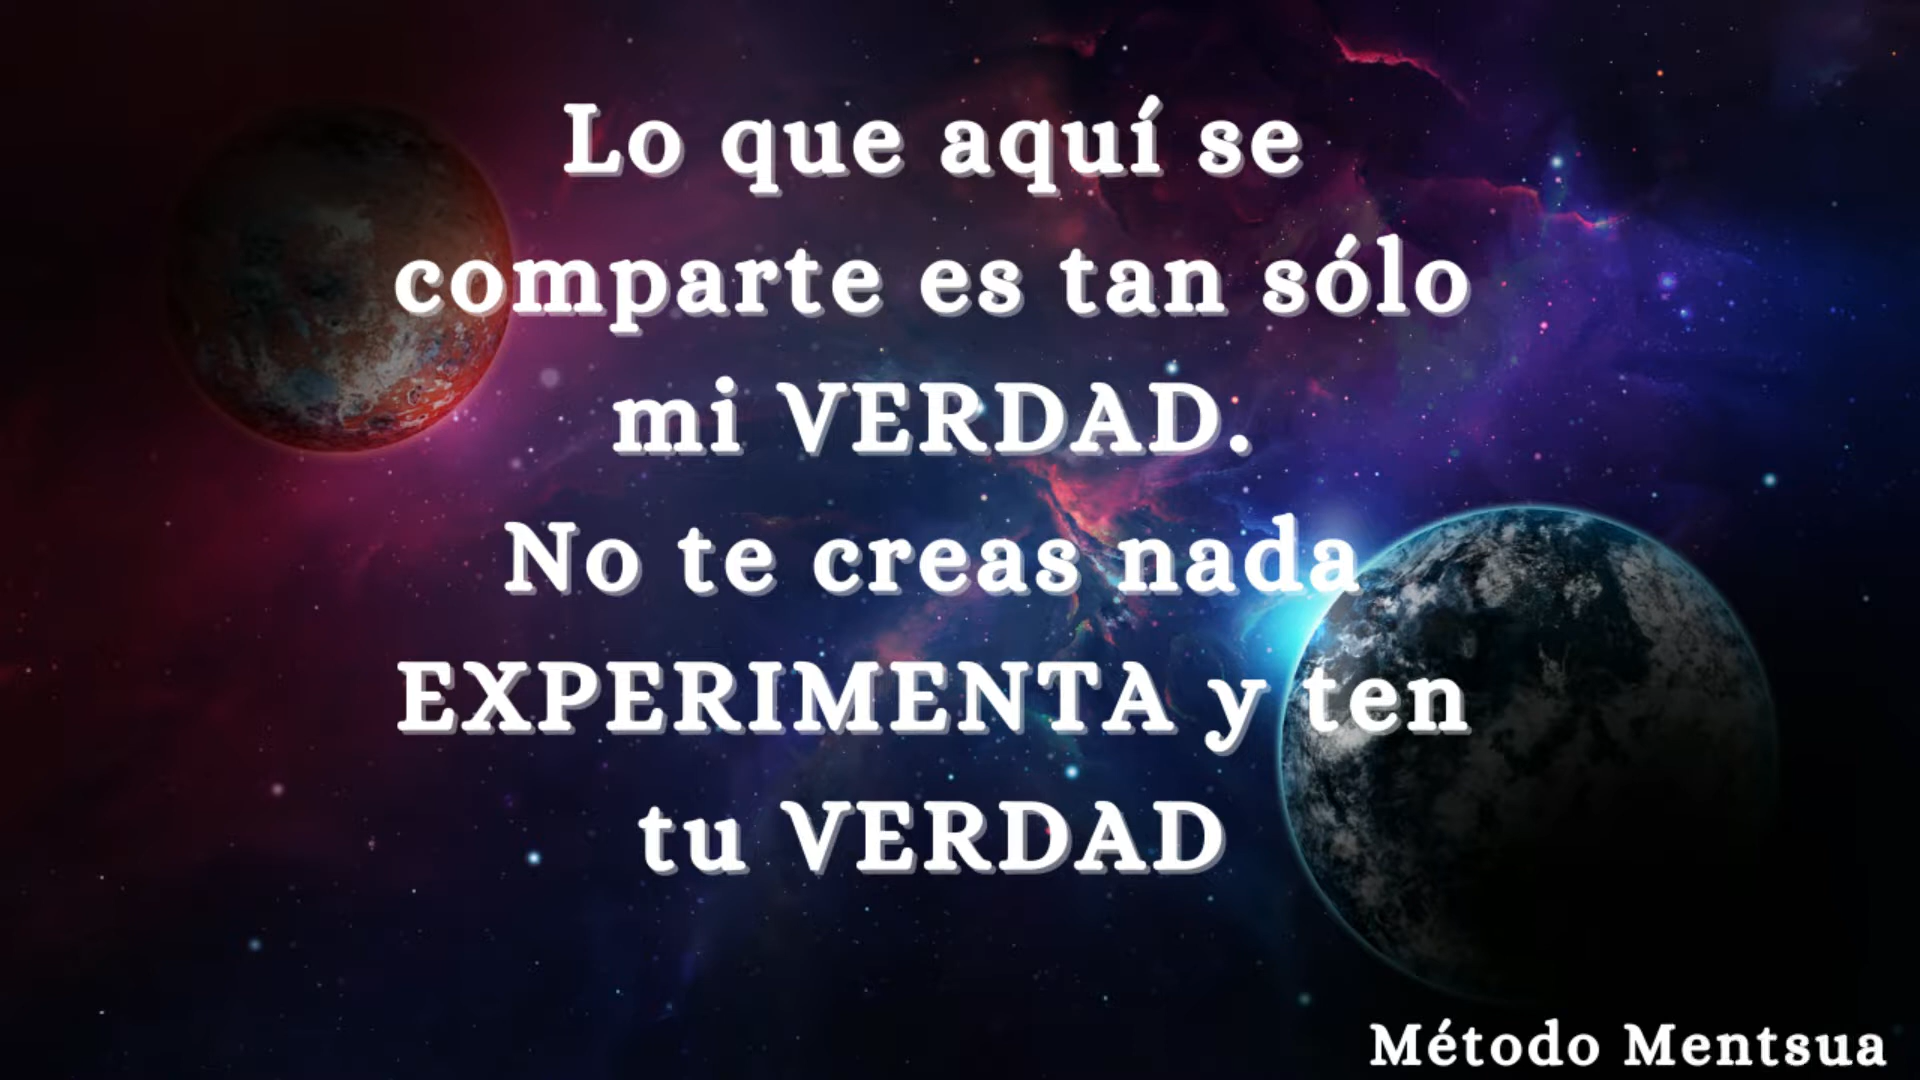 Lo que aquí se
comparte es tan sólo
mi VERDAD.
No te creas nada
EXPERIMENTA y ten
tu VERDAD
Método Mentsua